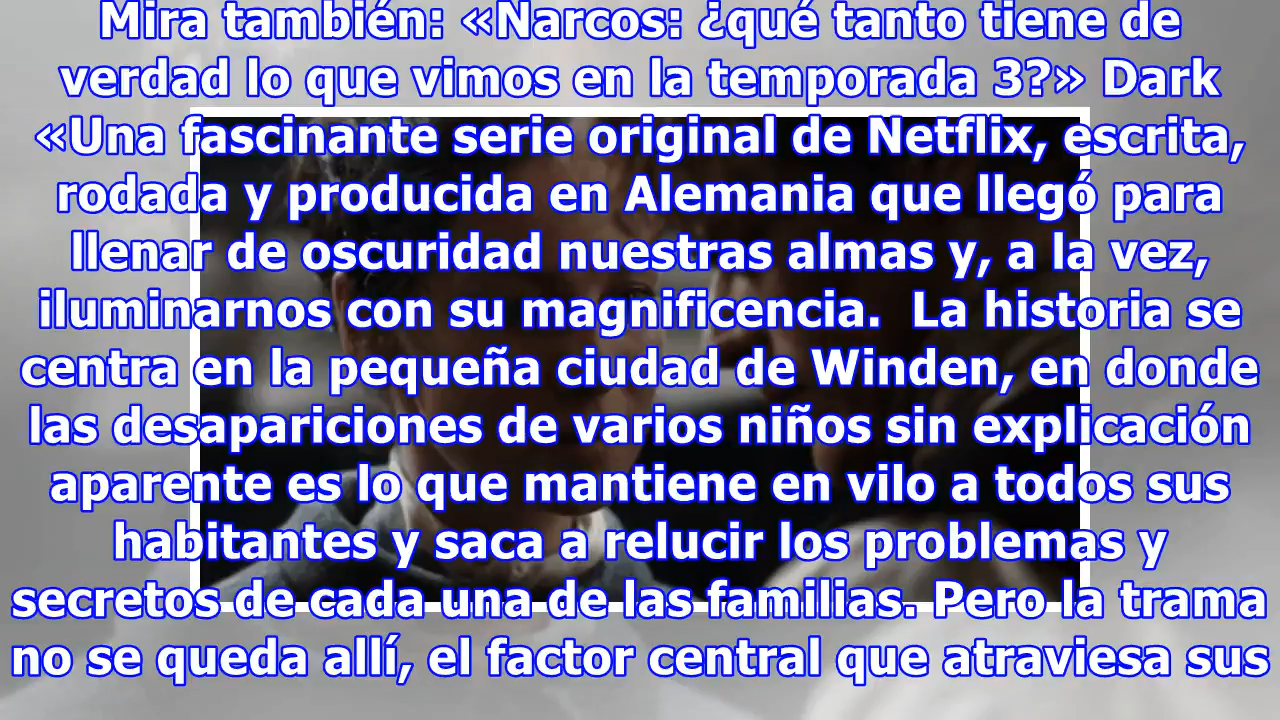 Mira también: «Narcos: ¿qué tanto tiene de
verdad lo que vimos en la temporada 3?» Dark
«Una fascinante serie original de Netflix, escrita,
rodada y producida en Alemania que llegó para
llenar de oscuridad nuestras almas y, a la vez,
iluminarnos con su magnificencia.  La historia se
centra en la pequeña ciudad de Winden, en donde
las desapariciones de varios niños sin explicación
aparente es lo que mantiene en vilo a todos sus
habitantes y saca a relucir los problemas y
secretos de cada una de las familias. Pero la trama
no se queda allí, el factor central que atraviesa sus